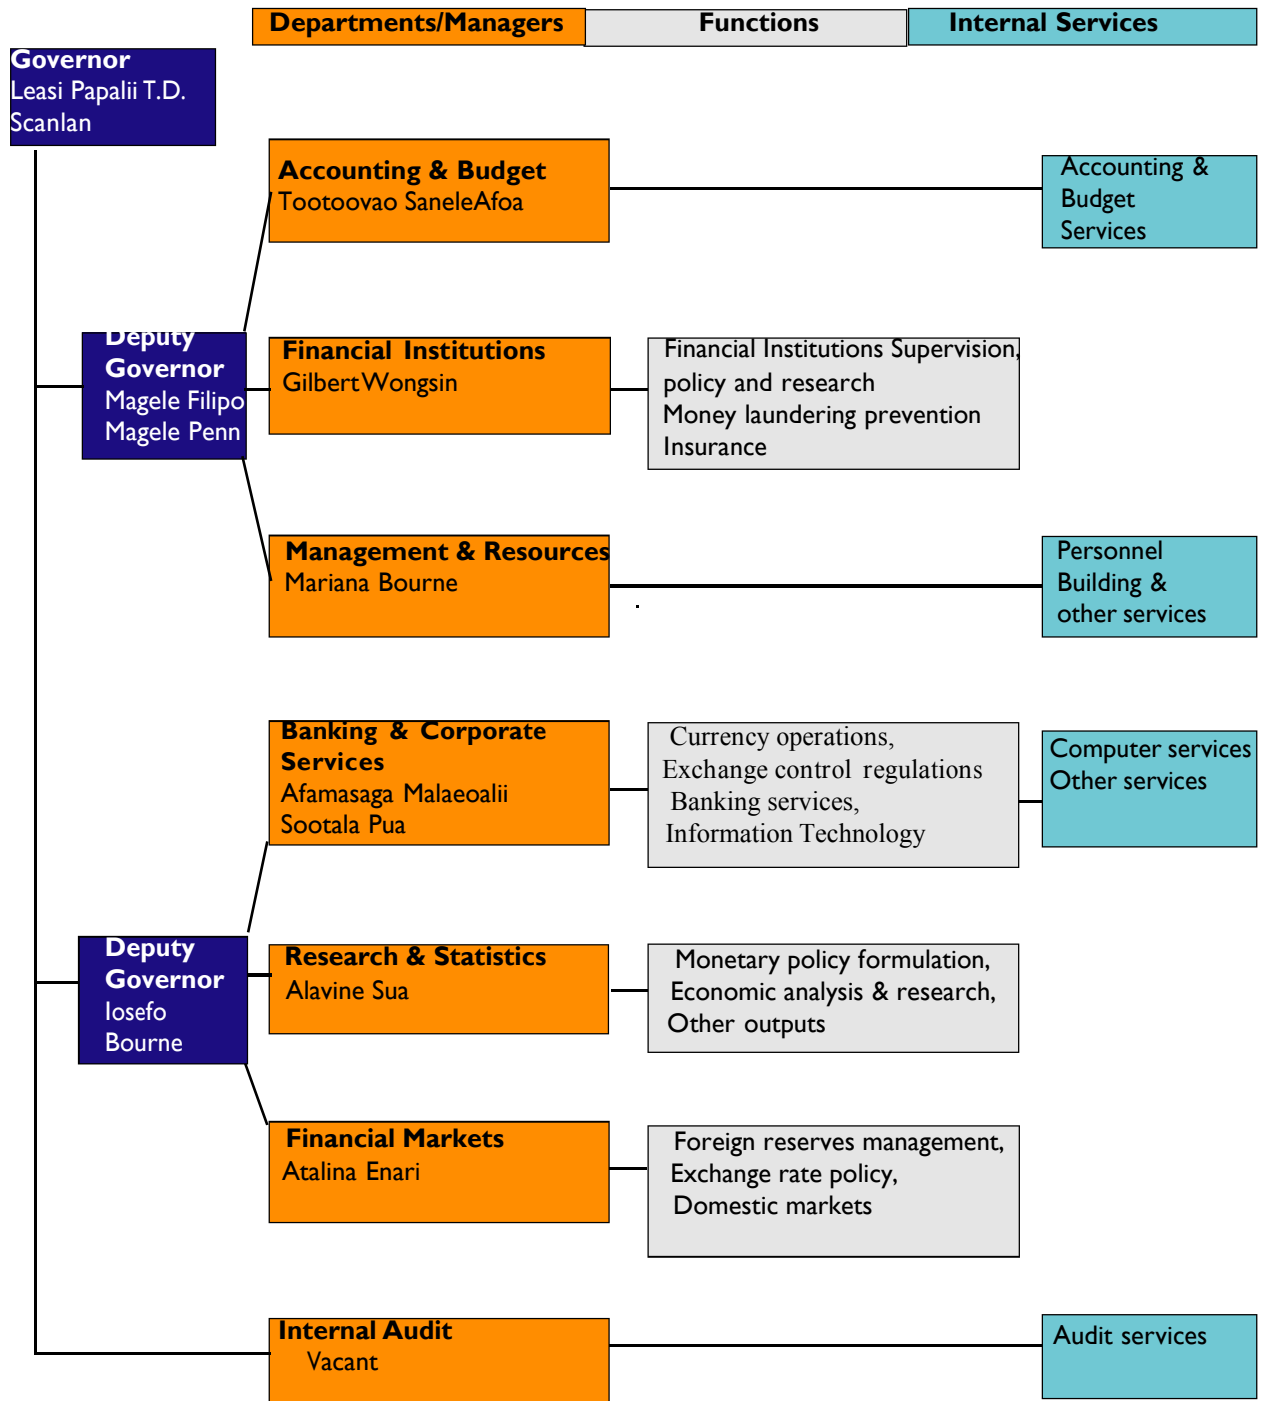 Departments/Managers
Functions
Internal Services
Governor
Leasi Papalii T.D.
Scanlan
Accounting & Budget
Tootoovao SaneleAfoa
Accounting &
Budget
Services
Deputy
Governor
Magele Filipo
Magele Penn
Financial Institutions
Gilbert Wongsin
Financial Institutions Supervision,
policy and research
Money laundering prevention
Insurance
Management & Resources
Mariana Bourne
Personnel
Building &
other services
Banking & Corporate
Services
Afamasaga Malaeoalii
Sootala Pua
Currency operations,
Exchange control regulations
Banking services,
Information Technology
Computer services
Other services
Deputy
Governor
Iosefo
Bourne
Research & Statistics
Alavine Sua
Monetary policy formulation,
Economic analysis & research,
Other outputs
Financial Markets
Atalina Enari
Foreign reserves management,
Exchange rate policy,
Domestic markets
Internal Audit
Vacant
Audit services